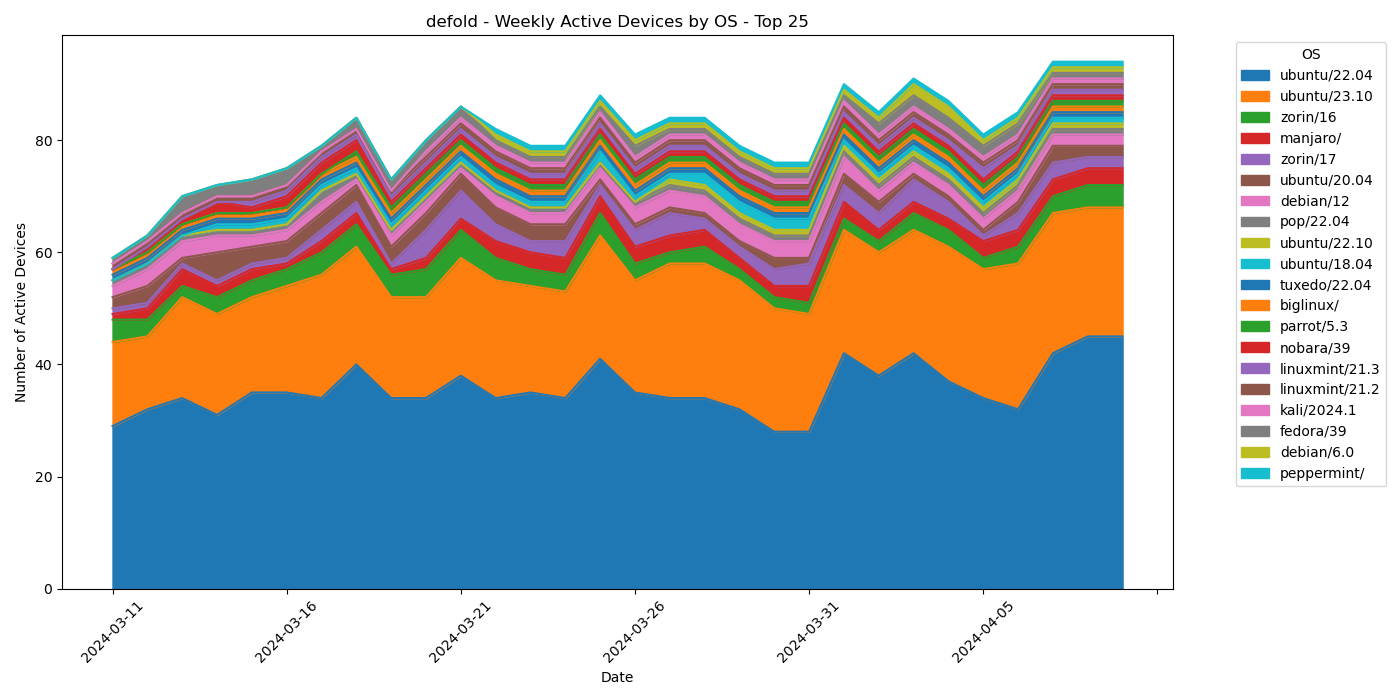 defold - Weekly Active Devices by OS - Top 25
Number of Active Devices
80
60
40
20
0
2024-03-11
2024-03-16
2024-03-21
2024-03-26
2024-03-31
2024-04-05
Date
OS
ubuntu/22.04
ubuntu/23.10
zorin/16
manjaro/
zorin/17
ubuntu/20.04
debian/12
pop/22.04
ubuntu/22.10
ubuntu/18.04
tuxedo/22.04
biglinux/
parrot/5.3
nobara/39
linuxmint/21.3
linuxmint/21.2
kali/2024.1
fedora/39
debian/6.0
peppermint/